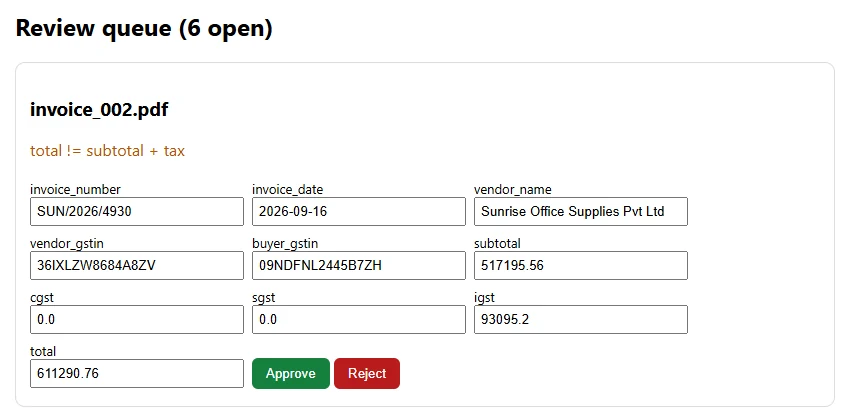 Review queue (6 open)
invoice_002.pdf
total != subtotal + tax
invoice_number invoice_date vendor_name
SUN/2026/4930 2026-09-16 Sunrise Office Supplies Pvt Ltd
vendor_gstin buyer_gstin subtotal
36IXLZW8684A8ZV 09NDFNL2445B7ZH 517195.56
cgst sgst igst
0.0 0.0 93095.2
total
611290.76 Approve Reject